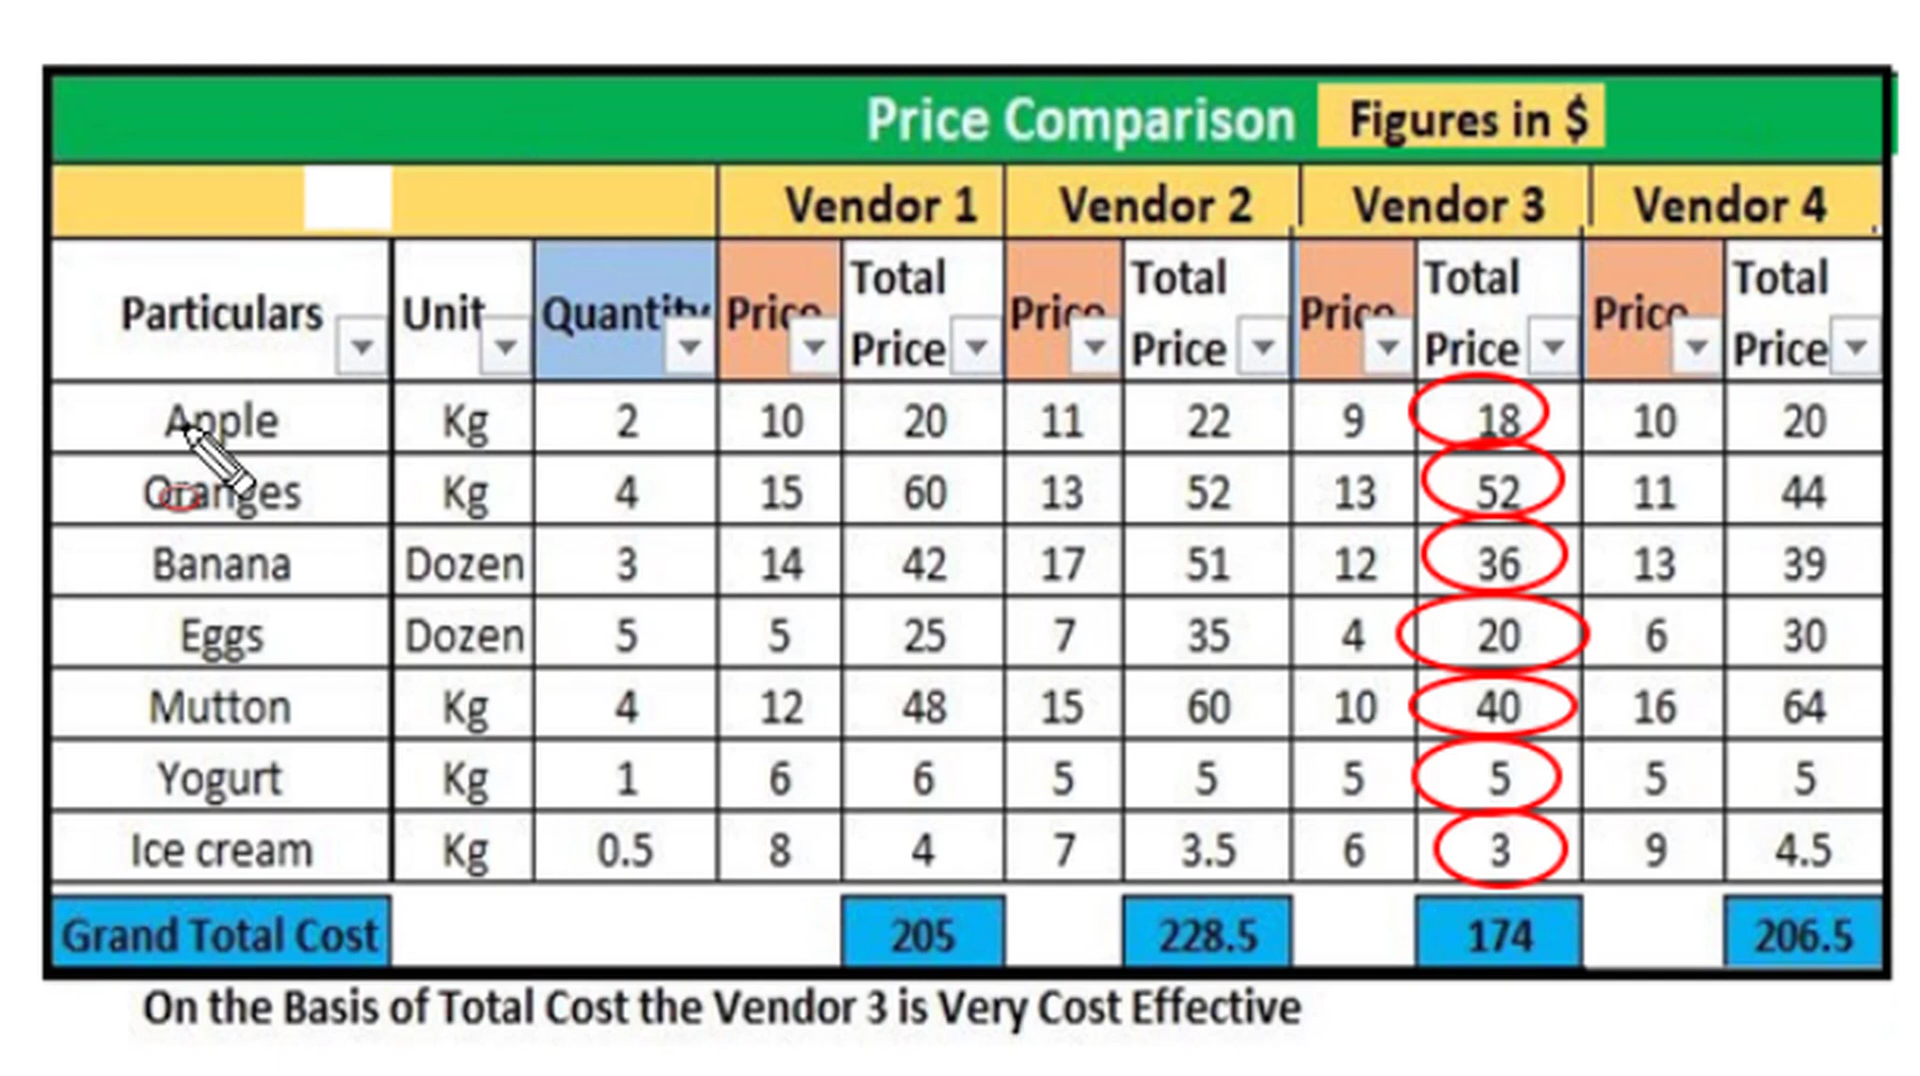 Price Comparison Figures in $
Vendor 1 Vendor 2 Vendor 3 Vendor 4
Particulars Unit Quantity Price Total Price Price Total Price Price Total Price Price Total Price
Apple Kg 2 10 20 11 22 9 18 10 20
Oranges Kg 4 15 60 13 52 13 52 11 44
Banana Dozen 3 14 42 17 51 12 36 13 39
Eggs Dozen 5 5 25 7 35 4 20 6 30
Mutton Kg 4 12 48 15 60 10 40 16 64
Yogurt Kg 1 6 6 5 5 5 5 5 5
Ice cream Kg 0.5 8 4 7 3.5 6 3 9 4.5
Grand Total Cost 205 228.5 174 206.5
On the Basis of Total Cost the Vendor 3 is Very Cost Effective